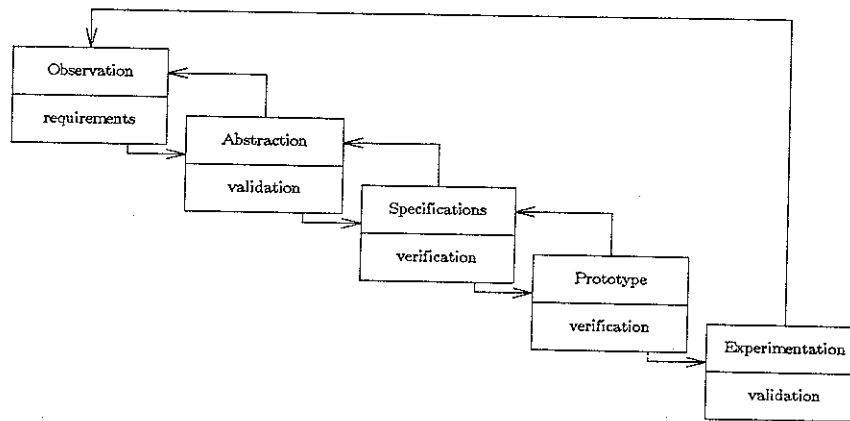 Observation
requirements
Abstraction
validation
Specifications
verification
Prototype
verification
Experimentation
validation